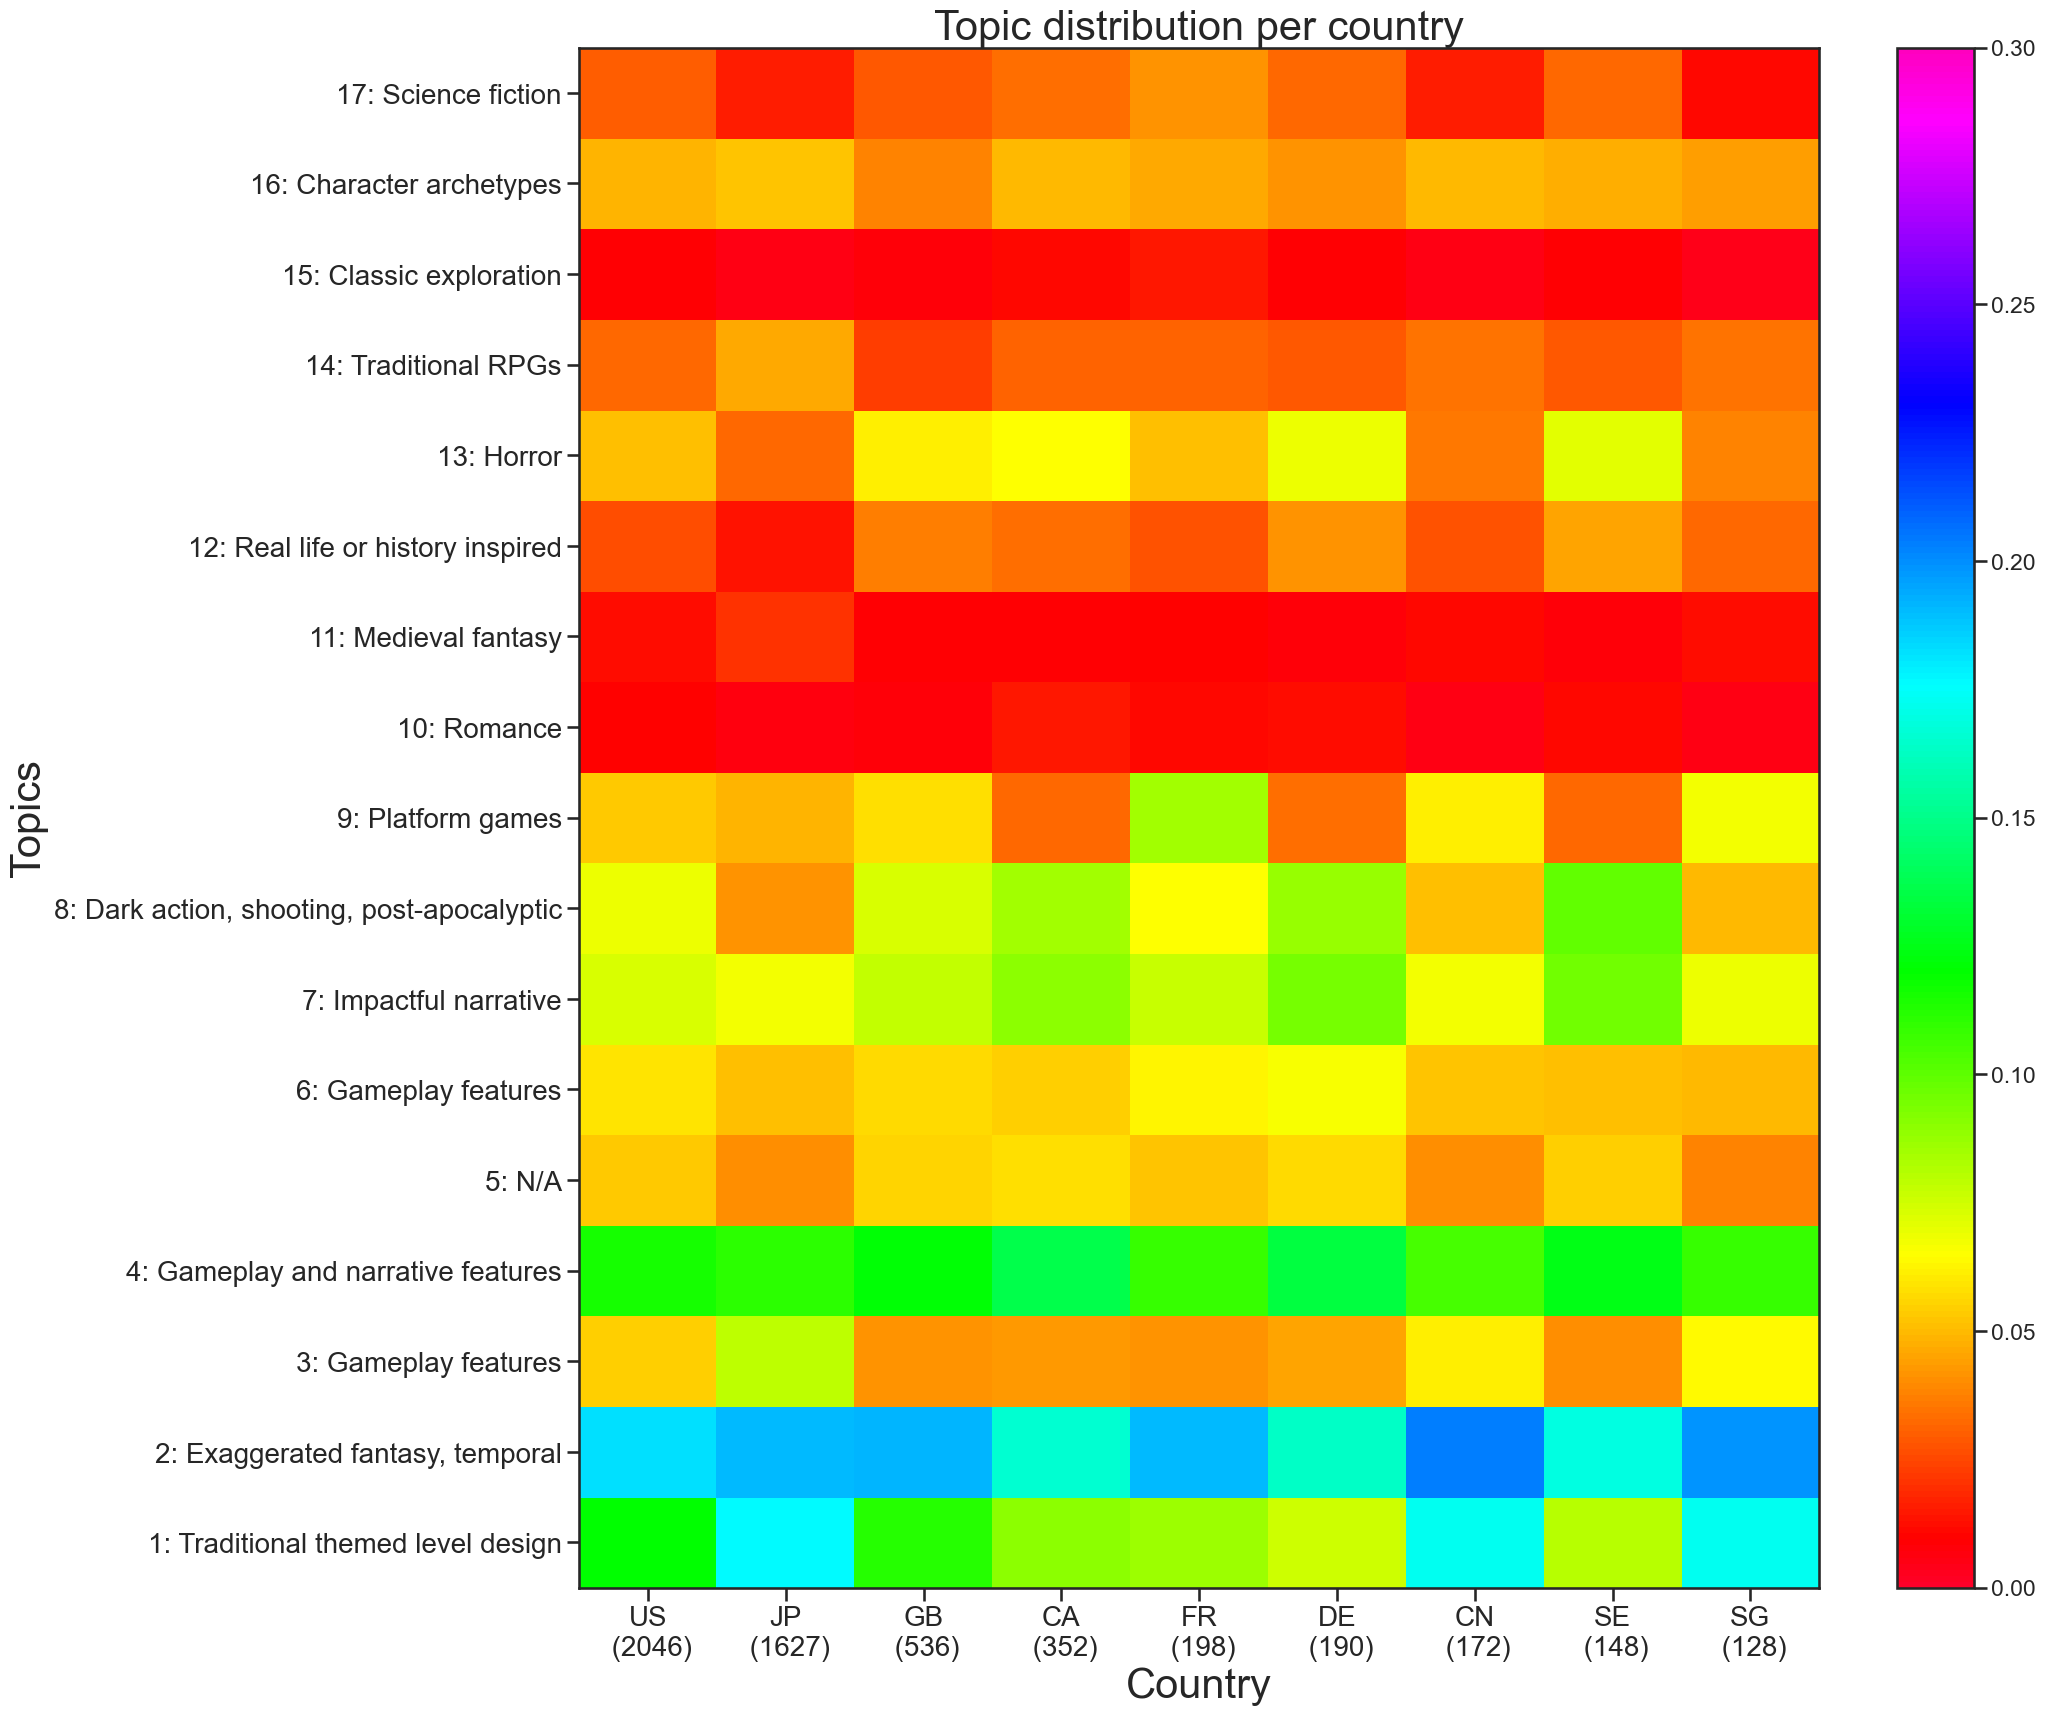 Topic distribution per country
Topics
17: Science fiction
16: Character archetypes
15: Classic exploration
14: Traditional RPGs
13: Horror
12: Real life or history inspired
11: Medieval fantasy
10: Romance
9: Platform games
8: Dark action, shooting, post-apocalyptic
7: Impactful narrative
6: Gameplay features
5: N/A
4: Gameplay and narrative features
3: Gameplay features
2: Exaggerated fantasy, temporal
1: Traditional themed level design
US JP GB CA FR DE CN SE SG
(2046) (1627) (536) (352) (198) (190) (172) (148) (128)
Country
0.30
0.25
0.20
0.15
0.10
0.05
0.00